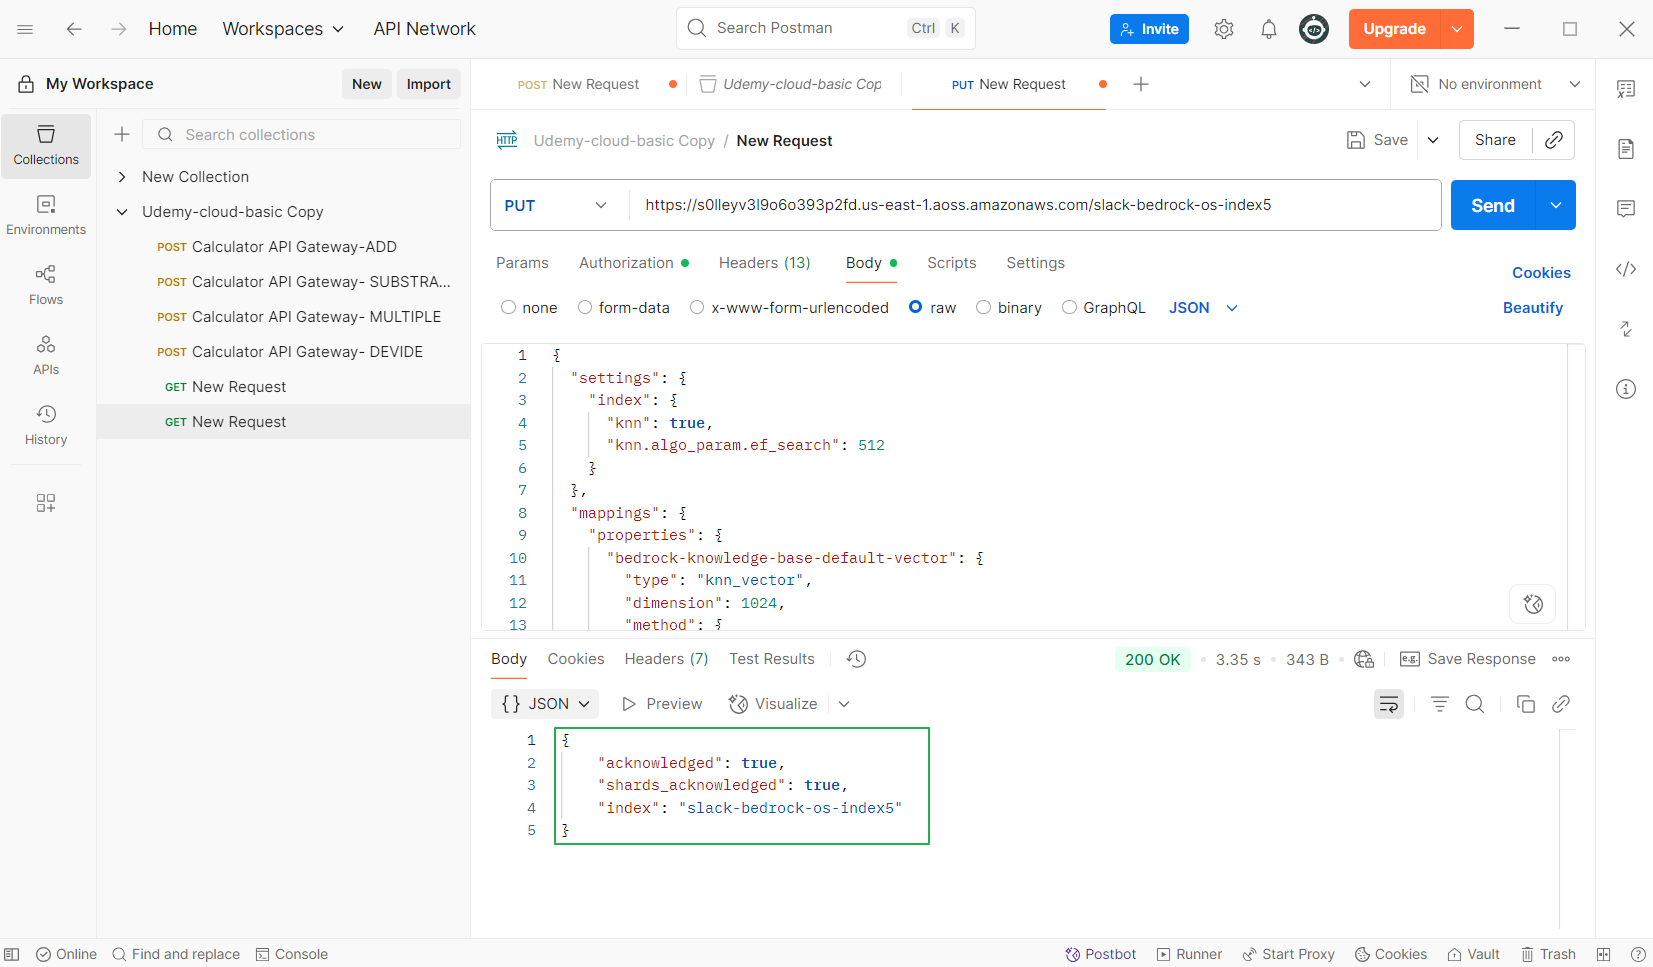 Home Workspaces API Network Search Postman Ctrl K Invite Upgrade
My Workspace New Import
POST New Request Udemy-cloud-basic Cop PUT New Request No environment
Collections
Environments
Flows
APIs
History
Search collections
New Collection
Udemy-cloud-basic Copy
POST Calculator API Gateway-ADD
POST Calculator API Gateway- SUBSTRA...
POST Calculator API Gateway- MULTIPLE
POST Calculator API Gateway- DEVIDE
GET New Request
GET New Request
HTTP Udemy-cloud-basic Copy / New Request Save Share
PUT https://s0lleyv3l9o6o393p2fd.us-east-1.aoss.amazonaws.com/slack-bedrock-os-index5 Send
Params Authorization Headers (13) Body Scripts Settings Cookies
none form-data x-www-form-urlencoded raw binary GraphQL JSON Beautify
1 {
2 "settings": {
3 "index": {
4 "knn": true,
5 "knn.algo_param.ef_search": 512
6 }
7 },
8 "mappings": {
9 "properties": {
10 "bedrock-knowledge-base-default-vector": {
11 "type": "knn_vector",
12 "dimension": 1024,
13 "method": {
Body Cookies Headers (7) Test Results 200 OK 3.35 s 343 B e.g. Save Response
{} JSON Preview Visualize
1 {
2 "acknowledged": true,
3 "shards_acknowledged": true,
4 "index": "slack-bedrock-os-index5"
5 }
Online Find and replace Console Postbot Runner Start Proxy Cookies Vault Trash